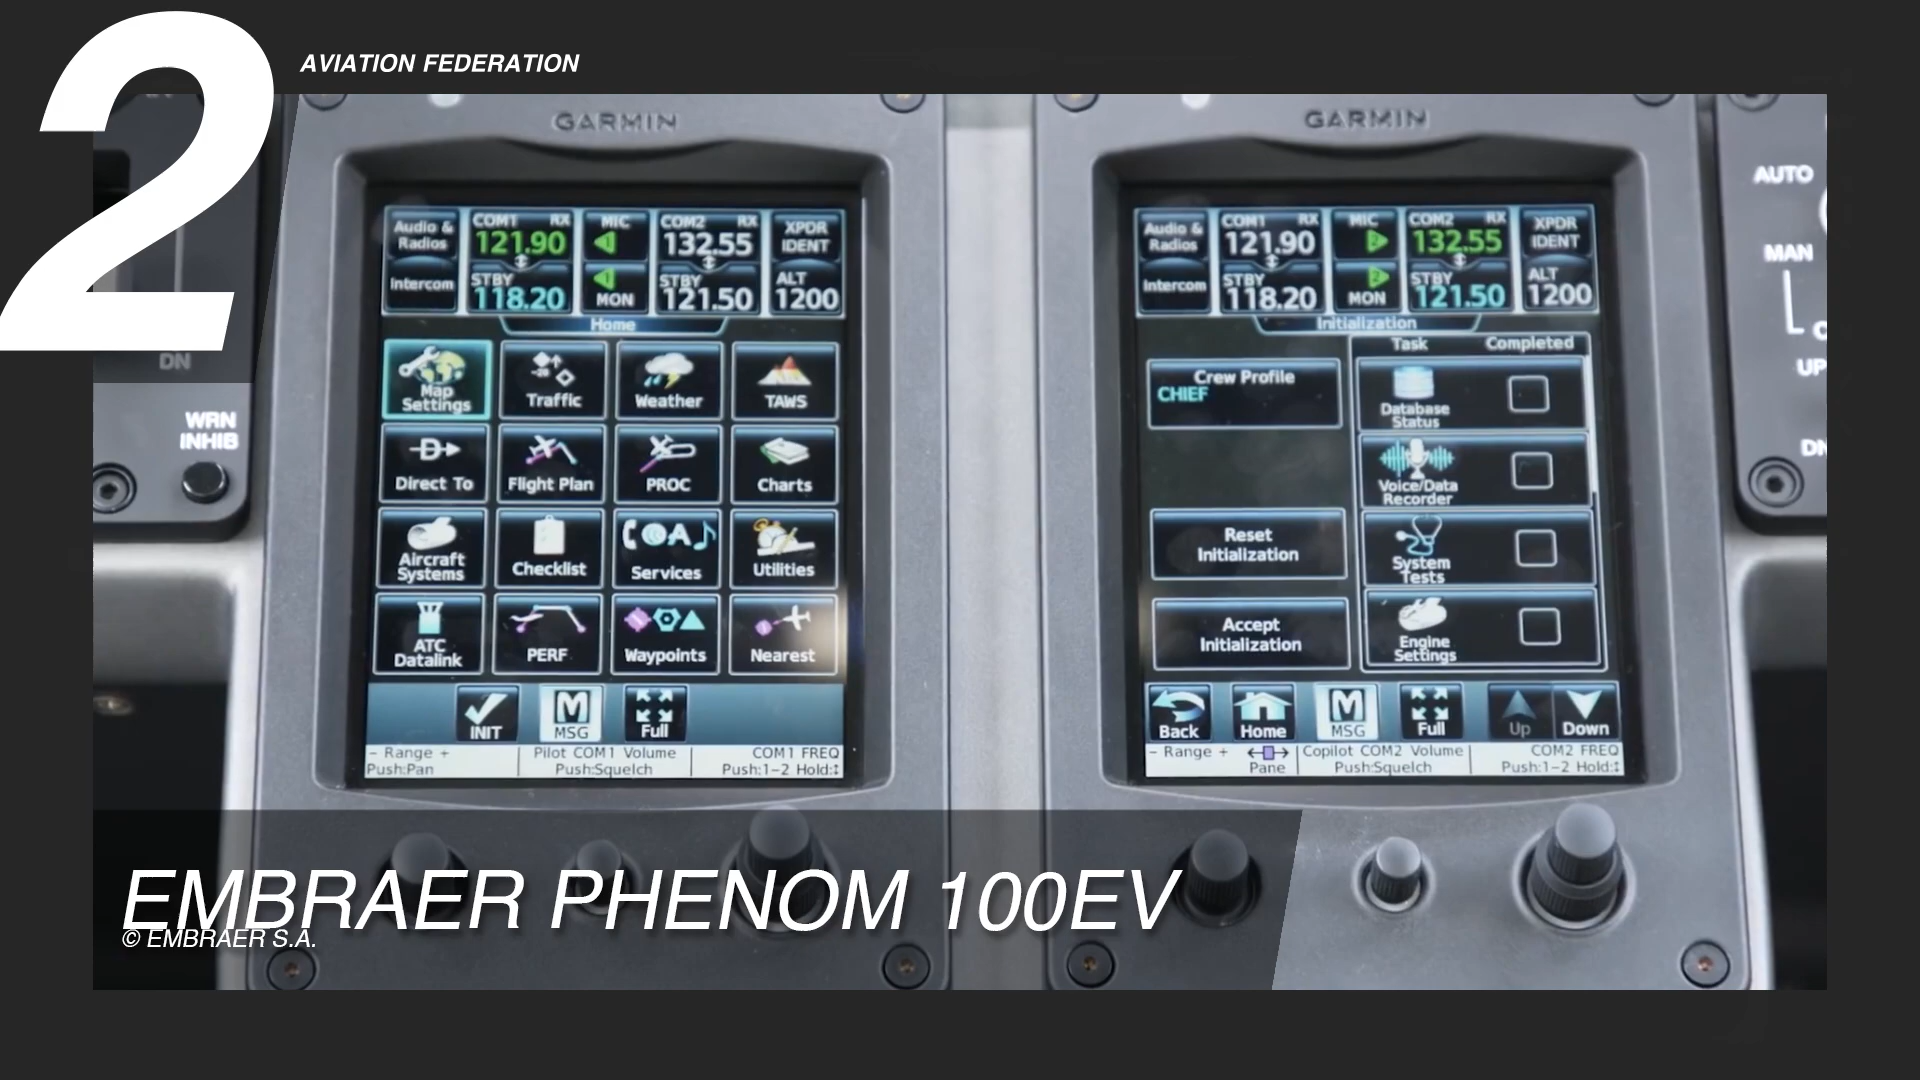 2
AVIATION FEDERATION
GARMIN
Audio &
Radios
Intercom
COM1 RX
121.90
STBY
118.20
MIC
1
1
MON
COM2 RX
132.55
STBY
121.50
XPDR
IDENT
ALT
1200
Home
Map
Settings
Traffic
Weather
TAWS
Direct To
Flight Plan
PROC
Charts
Aircraft
Systems
Checklist
Services
Utilities
ATC
Datalink
PERF
Waypoints
Nearest
INIT
MSG
Full
- Range +
Push:Pan
Pilot COM1 Volume
Push:Squelch
COM1 FREQ
Push:1-2 Hold:↕
GARMIN
Audio &
Radios
Intercom
COM1 RX
121.90
STBY
118.20
MIC
2
2
MON
COM2 RX
132.55
STBY
121.50
XPDR
IDENT
ALT
1200
Initialization
Crew Profile
CHIEF
Reset
Initialization
Accept
Initialization
Task Completed
Database
Status
Voice/Data
Recorder
System
Tests
Engine
Settings
Back
Home
MSG
Full
Up
Down
- Range +
Pane
Copilot COM2 Volume
Push:Squelch
COM2 FREQ
Push:1-2 Hold:↕
DN
WRN
INHIB
AUTO
MAN
UP
DN
EMBRAER PHENOM 100EV
© EMBRAER S.A.